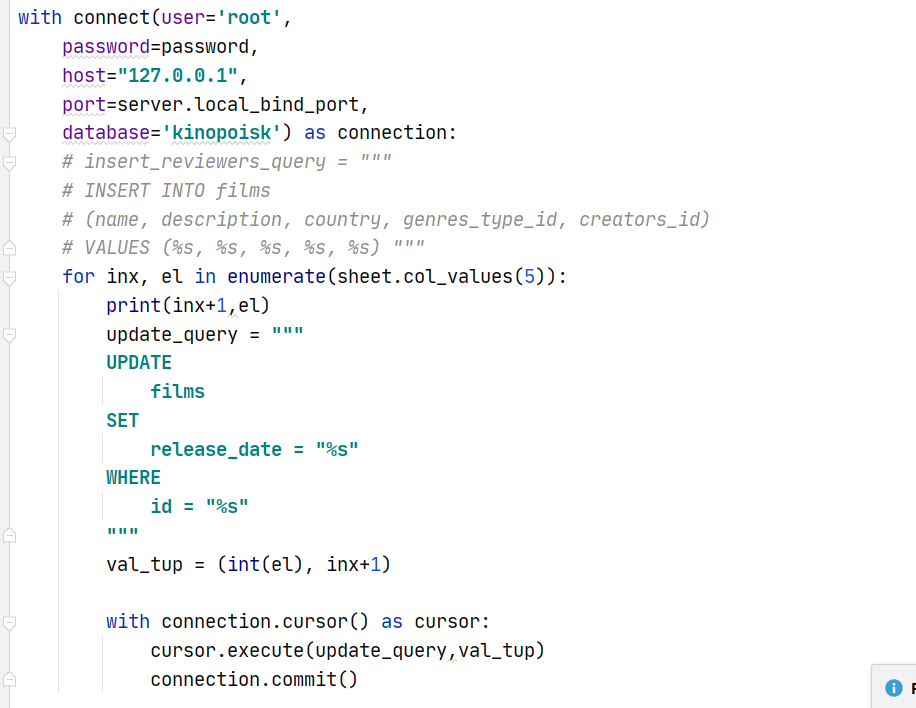 with connect(user='root',
    password=password,
    host="127.0.0.1",
    port=server.local_bind_port,
    database='kinopoisk') as connection:
    # insert_reviewers_query = """
    # INSERT INTO films
    # (name, description, country, genres_type_id, creators_id)
    # VALUES (%s, %s, %s, %s, %s) """
    for inx, el in enumerate(sheet.col_values(5)):
        print(inx+1,el)
        update_query = """
        UPDATE
            films
        SET
            release_date = "%s"
        WHERE
            id = "%s"
        """
        val_tup = (int(el), inx+1)

        with connection.cursor() as cursor:
            cursor.execute(update_query,val_tup)
            connection.commit()